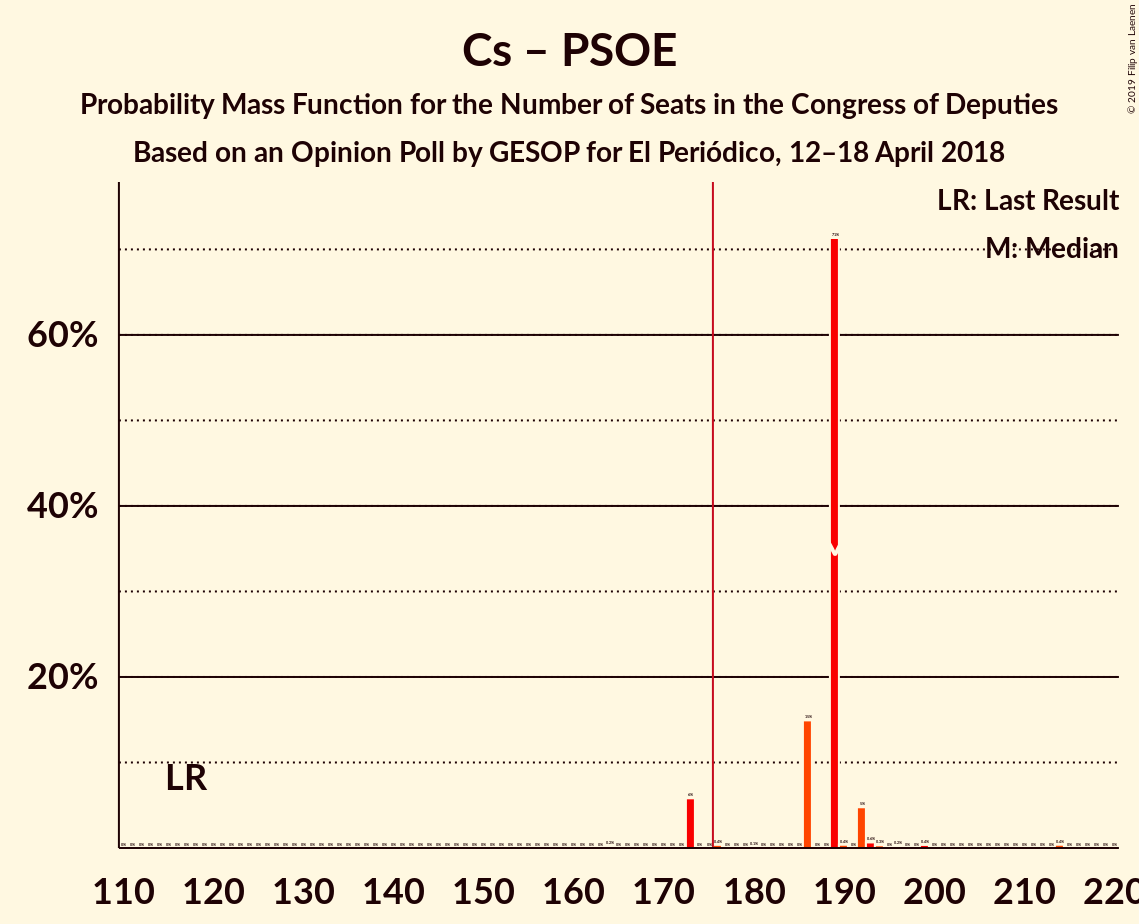 Cs – PSOE
Probability Mass Function for the Number of Seats in the Congress of Deputies
Based on an Opinion Poll by GESOP for El Periódico, 12–18 April 2018
© 2019 Filip van Laenen
LR: Last Result
M: Median
60%
40%
20%
LR
M
110 120 130 140 150 160 170 180 190 200 210 220